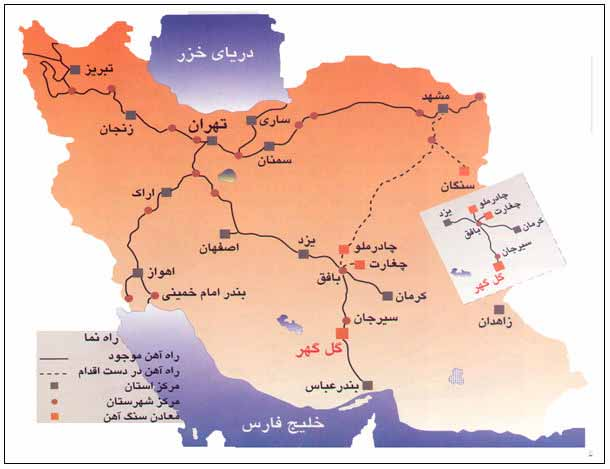 دریای خزر
تبریز
زنجان
تهران
ساری
سمنان
مشهد
سنگان
اراک
اصفهان
یزد
چادرملو
چغارت
بافق
اهواز
بندر امام خمینی
کرمان
سیرجان
گل گهر
بندرعباس
زاهدان
خلیج فارس
یزد
چادرملو
چغارت
بافق
کرمان
سیرجان
گل گهر
راه نما
راه آهن موجود
راه آهن در دست اقدام
مرکز استان
مرکز شهرستان
معادن سنگ آهن